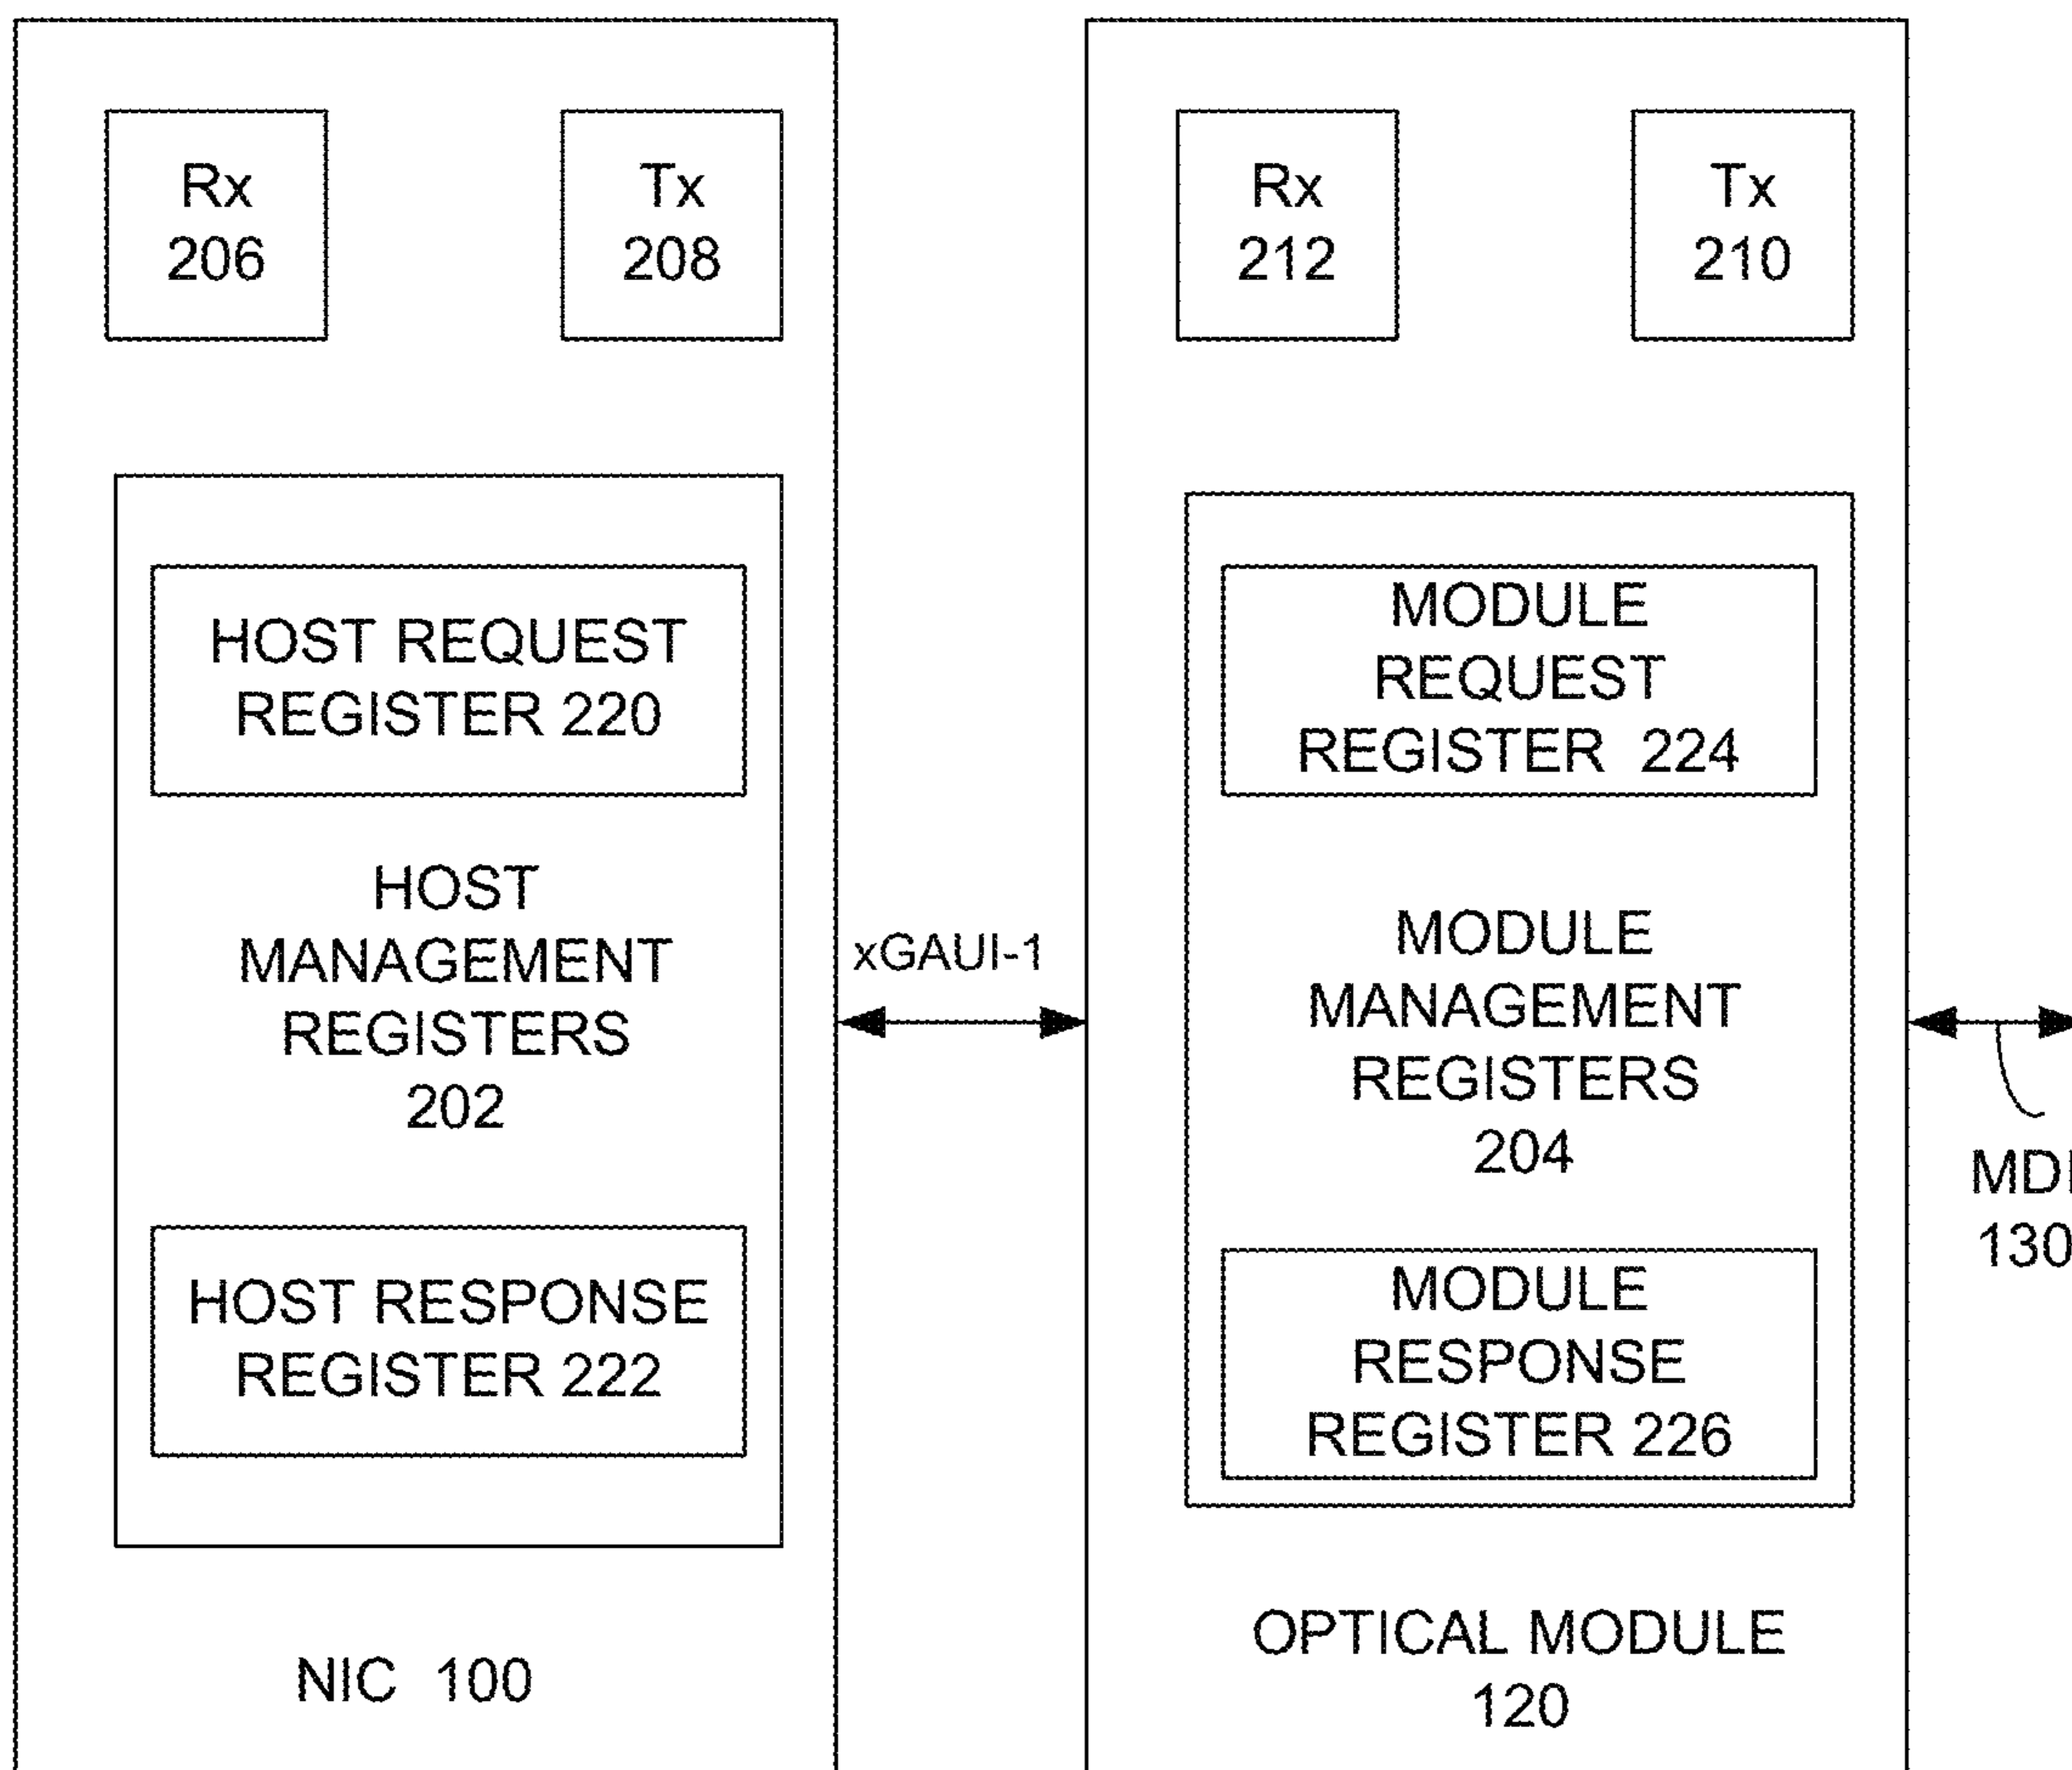 Rx
206
Tx
208
HOST REQUEST
REGISTER 220
HOST
MANAGEMENT
REGISTERS
202
HOST RESPONSE
REGISTER 222
NIC 100
xGAUI-1
Rx
212
Tx
210
MODULE
REQUEST
REGISTER 224
MODULE
MANAGEMENT
REGISTERS
204
MODULE
RESPONSE
REGISTER 226
OPTICAL MODULE
120
MDI
130